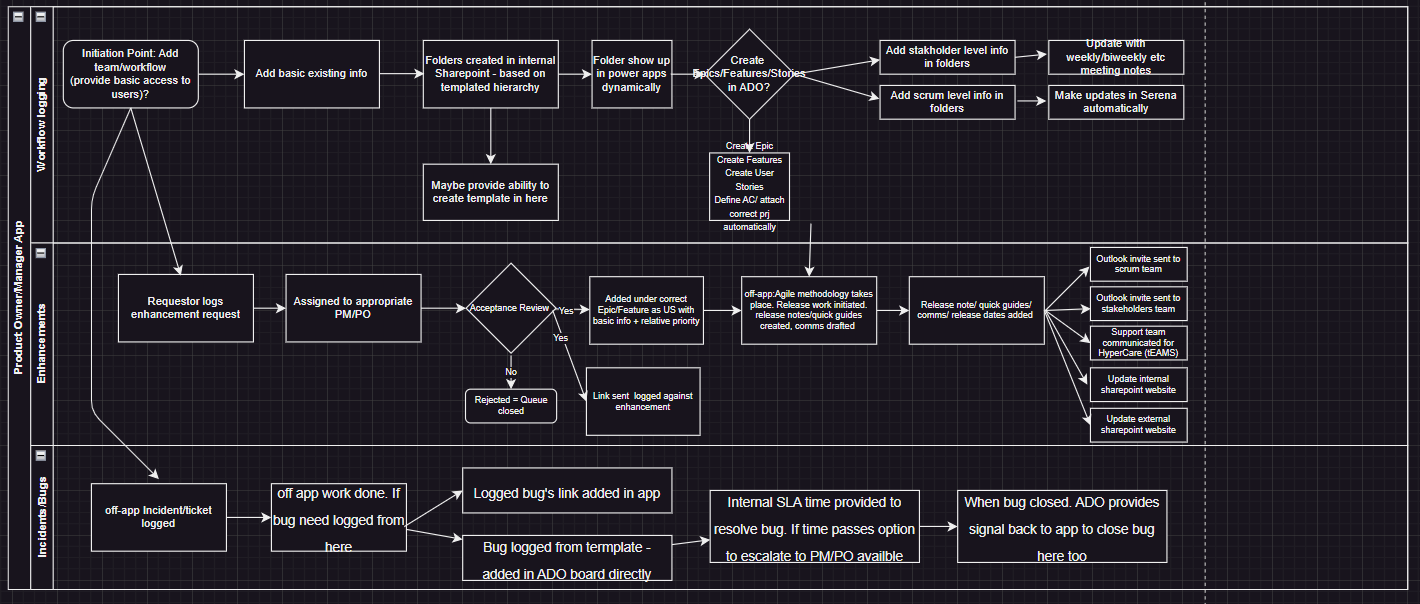 Product Owner/Manager App
Workflow logging
Initiation Point: Add
team/workflow
(provide basic access to
users)?
Add basic existing info
Folders created in internal
Sharepoint - based on
templated hierarchy
Folder show up
in power apps
dynamically
Create
Epics/Features/Stories
in ADO?
Add stakholder level info
in folders
Update with
weekly/biweekly etc
meeting notes
Add scrum level info in
folders
Make updates in Serena
automatically
Maybe provide ability to
create template in here
Create Epic
Create Features
Create User
Stories
Define AC/ attach
correct prj
automatically
Enhancements
Requestor logs
enhancement request
Assigned to appropriate
PM/PO
Acceptance Review
Yes
Yes
No
Rejected = Queue
closed
Added under correct
Epic/Feature as US with
basic info + relative priority
Link sent  logged against
enhancement
off-app:Agile methodology takes
place. Release work initiated.
release notes/quick guides
created, comms drafted
Release note/ quick guides/
comms/ release dates added
Outlook invite sent to
scrum team
Outlook invite sent to
stakeholders team
Support team
communicated for
HyperCare (tEAMS)
Update internal
sharepoint website
Update external
sharepoint website
Incidents/Bugs
off-app Incident/ticket
logged
off app work done. If
bug need logged from
here
Logged bug's link added in app
Bug logged from termplate -
added in ADO board directly
Internal SLA time provided to
resolve bug. If time passes option
to escalate to PM/PO availble
When bug closed. ADO provides
signal back to app to close bug
here too